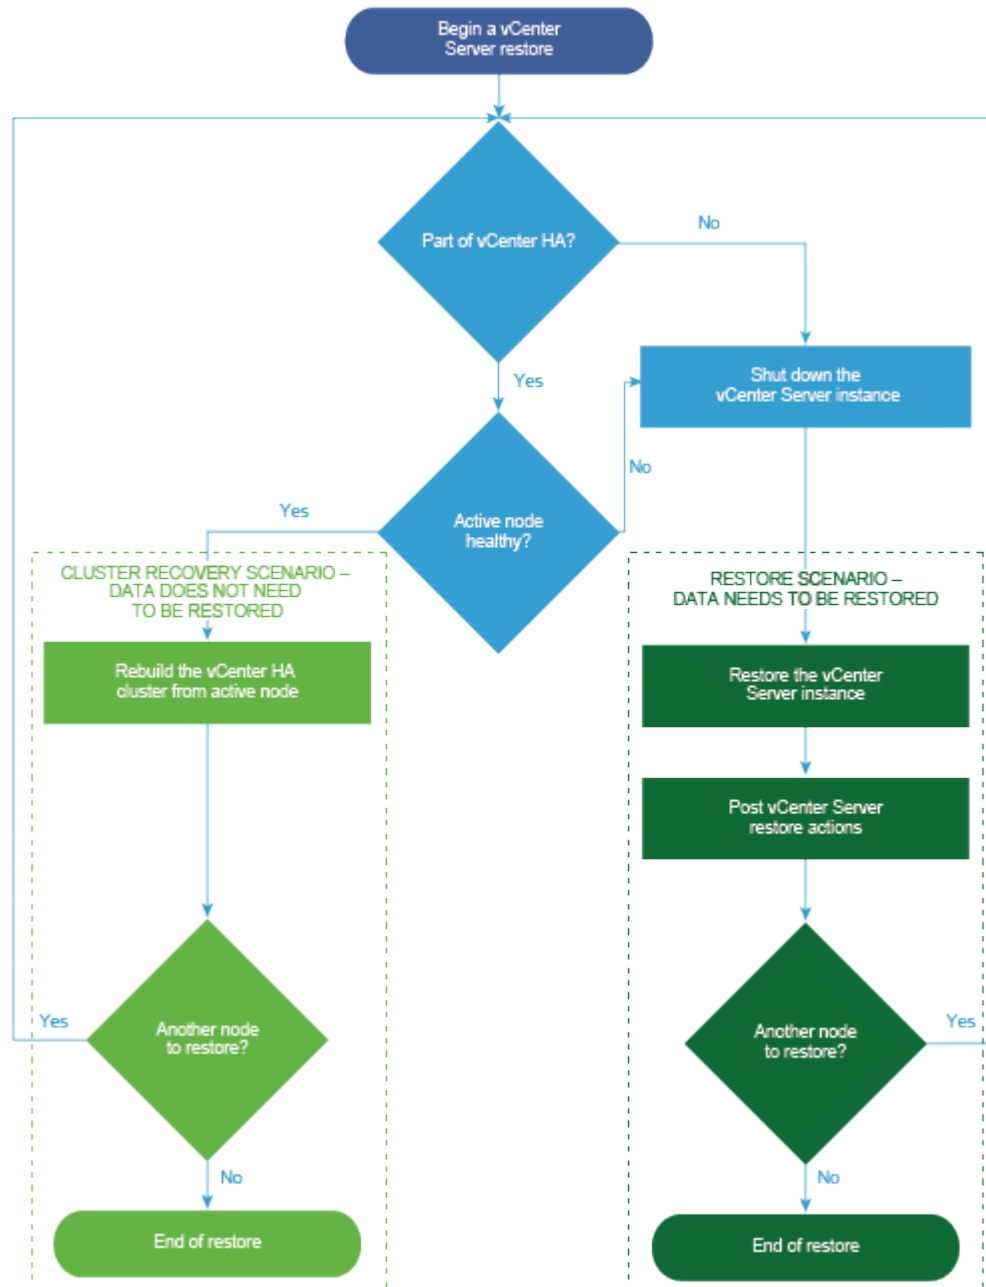 Begin a vCenter
Server restore
Part of vCenter HA?
No
Yes
Shut down the
vCenter Server instance
No
Yes
Active node
healthy?
CLUSTER RECOVERY SCENARIO –
DATA DOES NOT NEED
TO BE RESTORED
RESTORE SCENARIO –
DATA NEEDS TO BE RESTORED
Rebuild the vCenter HA
cluster from active node
Restore the vCenter
Server instance
Post vCenter Server
restore actions
Yes
Another node
to restore?
Another node
to restore?
Yes
No
No
End of restore
End of restore